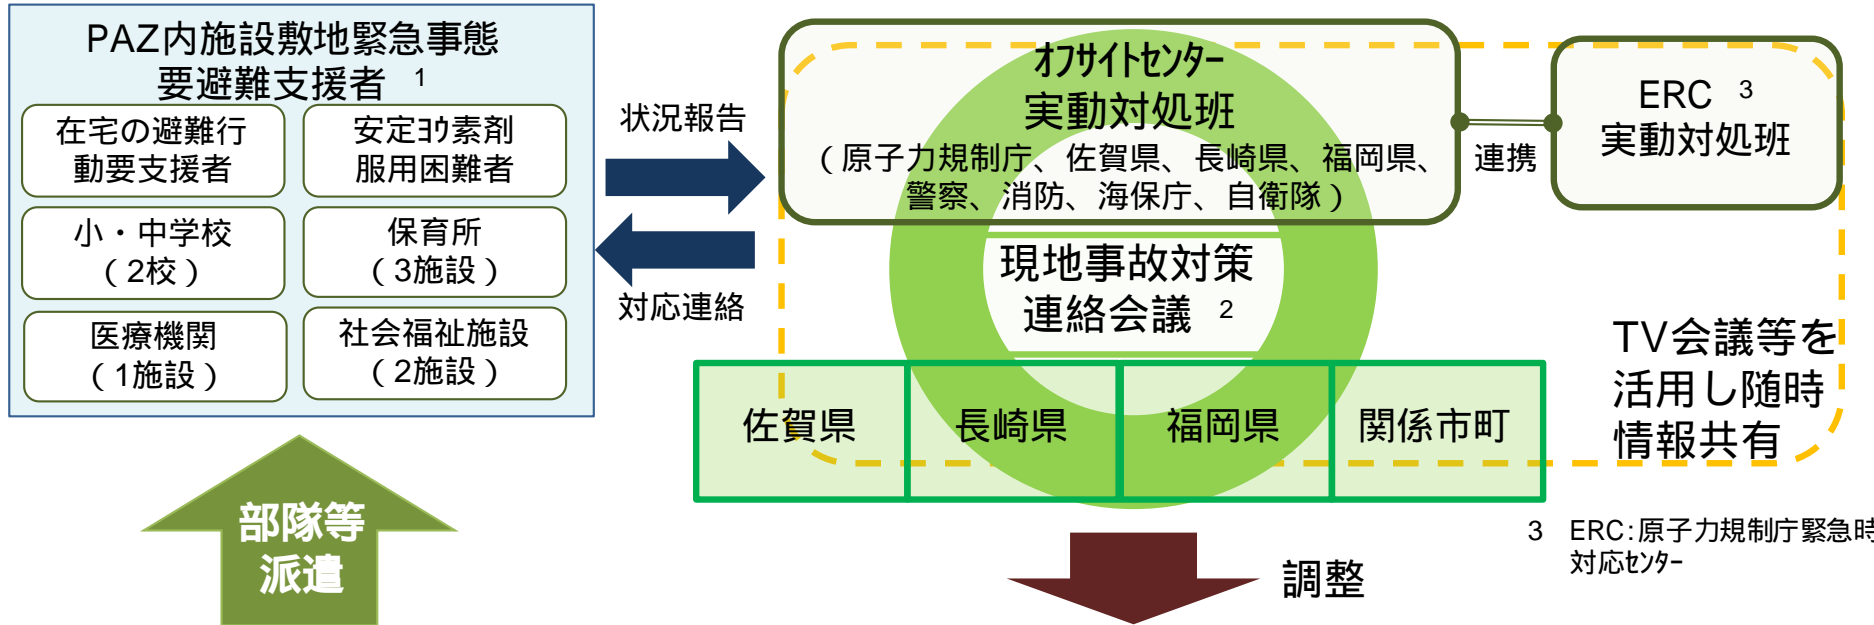 PAZ内施設敷地緊急事態
要避難支援者 1
在宅の避難行
動要支援者
安定ﾖｳ素剤
服用困難者
小・中学校
(2校)
保育所
(3施設)
医療機関
(1施設)
社会福祉施設
(2施設)
部隊等
派遣
状況報告
対応連絡
ｵﾌｻｲﾄｾﾝﾀｰ
実動対処班
(原子力規制庁、佐賀県、長崎県、福岡県、
警察、消防、海保庁、自衛隊)
連携
ERC 3
実動対処班
現地事故対策
連絡会議 2
佐賀県
長崎県
福岡県
関係市町
TV会議等を
活用し随時
情報共有
調整
3 ERC:原子力規制庁緊急時
対応ｾﾝﾀｰ